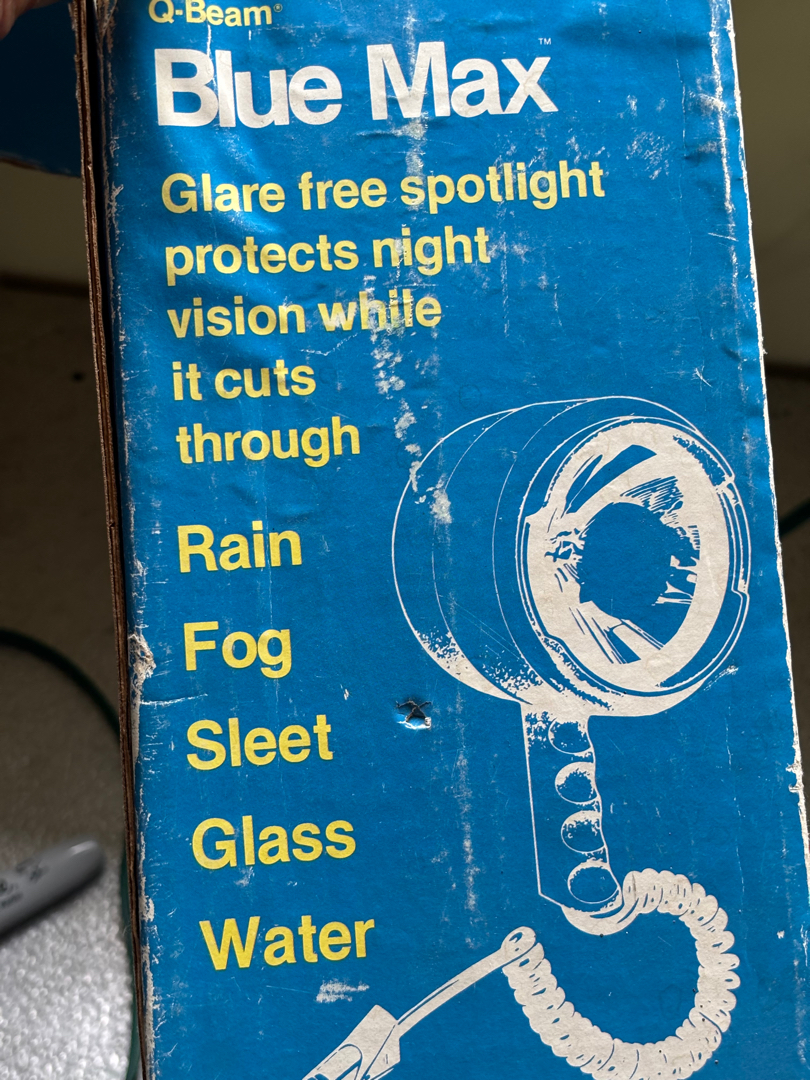 Q-Beam®
Blue Max™
Glare free spotlight
protects night
vision while
it cuts
through
Rain
Fog
Sleet
Glass
Water